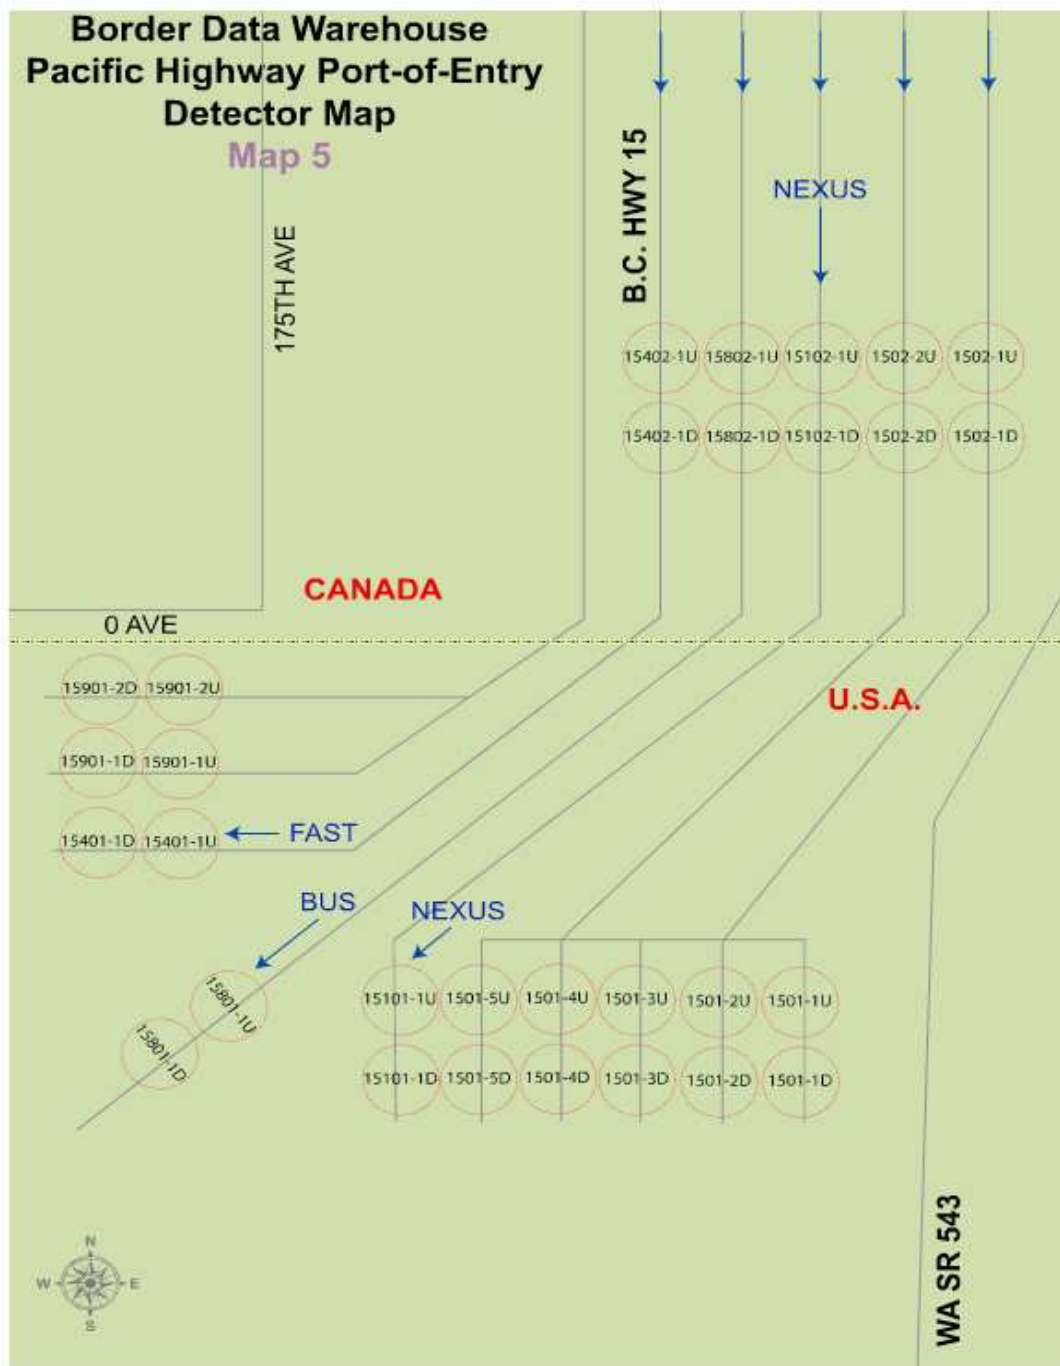 Border Data Warehouse
Pacific Highway Port-of-Entry
Detector Map
Map 5
175TH AVE
B.C. HWY 15
NEXUS
15402-1U 15802-1U 15102-1U 1502-2U 1502-1U
15402-1D 15802-1D 15102-1D 1502-2D 1502-1D
CANADA
0 AVE
U.S.A.
15901-2D 15901-2U
15901-1D 15901-1U
15401-1D 15401-1U
FAST
BUS
NEXUS
15801-1U
15801-1D
15101-1U 1501-5U 1501-4U 1501-3U 1501-2U 1501-1U
15101-1D 1501-5D 1501-4D 1501-3D 1501-2D 1501-1D
WA SR 543
N
W E
S